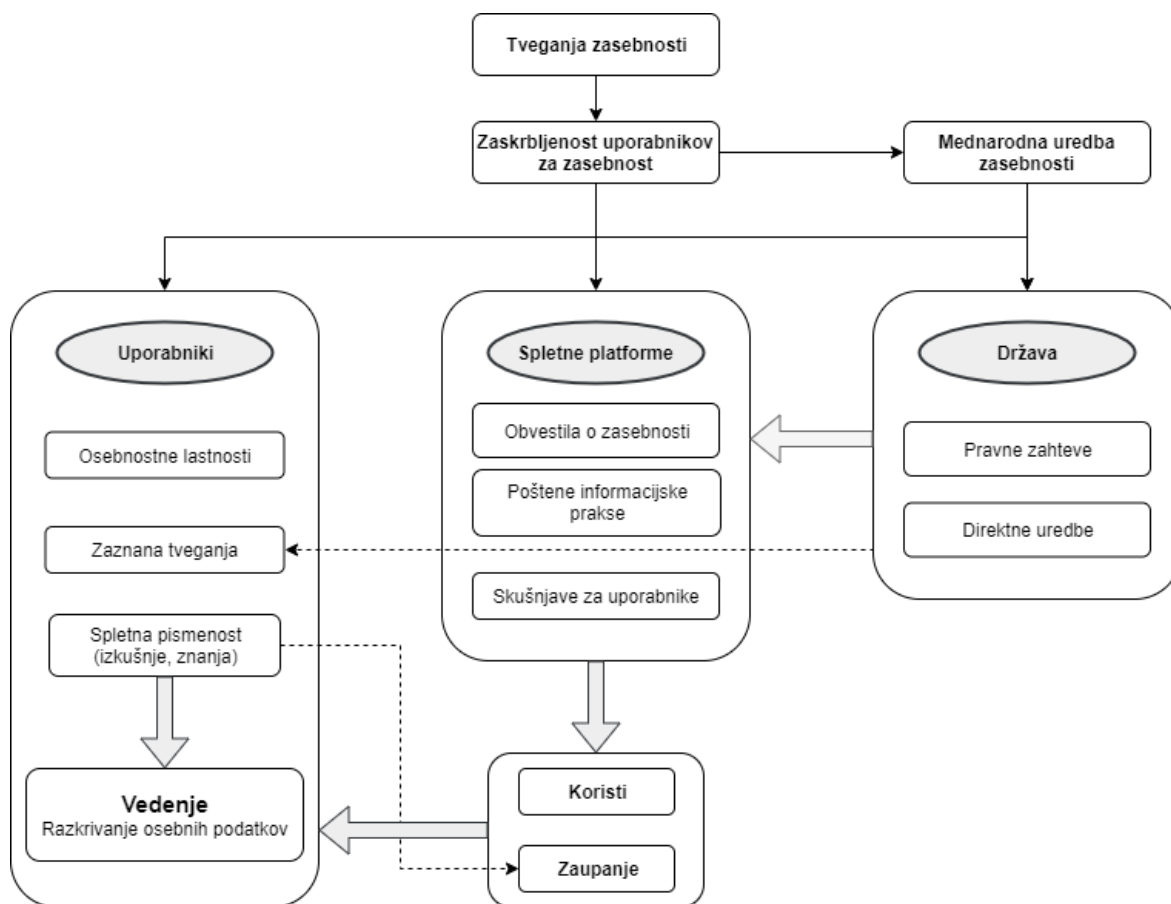 Tveganja zasebnosti
Zaskrbljenost uporabnikov
za zasebnost
Mednarodna uredba
zasebnosti
Uporabniki
Osebnostne lastnosti
Zaznana tveganja
Spletna pismenost
(izkušnje, znanja)
Vedenje
Razkrivanje osebnih podatkov
Spletne platforme
Obvestila o zasebnosti
Poštene informacijske
prakse
Skušnjave za uporabnike
Koristi
Zaupanje
Država
Pravne zahteve
Direktne uredbe